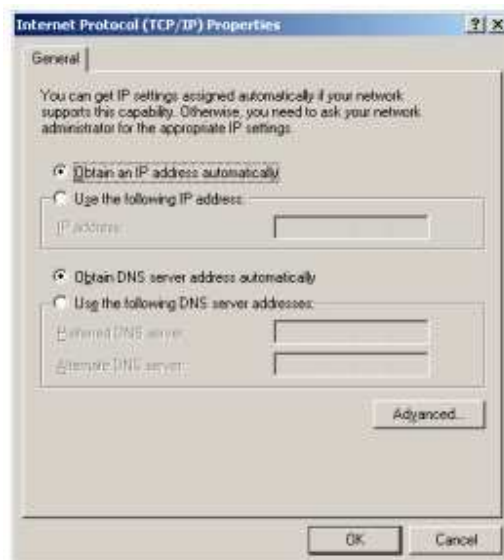 Internet Protocol (TCP/IP) Properties
General
You can get IP settings assigned automatically if your network
supports this capability. Otherwise, you need to ask your network
administrator for the appropriate IP settings.
Obtain an IP address automatically
Use the following IP address:
IP address:
Obtain DNS server address automatically
Use the following DNS server addresses:
Preferred DNS server:
Alternate DNS server:
Advanced...
OK
Cancel